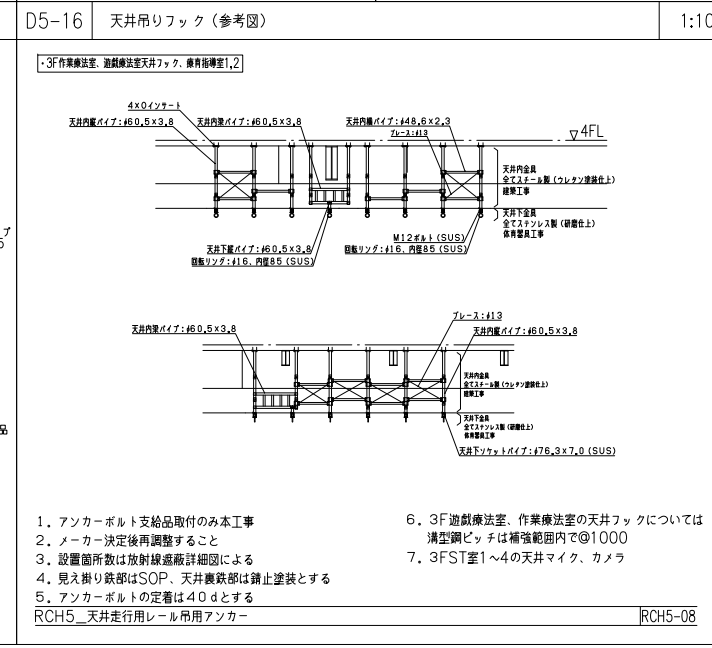 D5-16 天井吊りフック（参考図） 1:10
・3F作業療法室、遊戯療法室天井フック、療育指導室1,2
4×Oインサート
天井内縦パイプ：φ60.5×3.8 天井内梁パイプ：φ60.5×3.8 天井内横パイプ：φ48.6×2.3
ブレース：φ13
▽4FL
天井内金具
全てスチール製（ウレタン塗装仕上）
建築工事
天井下金具
全てステンレス製（研磨仕上）
体育器具工事
M12ボルト（SUS）
天井下縦パイプ：φ60.5×3.8 回転リング：φ16、内径85（SUS）
回転リング：φ16、内径85（SUS）
ブレース：φ13
天井内梁パイプ：φ60.5×3.8 天井内縦パイプ：φ60.5×3.8
天井内金具
全てスチール製（ウレタン塗装仕上）
建築工事
天井下金具
全てステンレス製（研磨仕上）
体育器具工事
天井下ソケットパイプ：φ76.3×7.0（SUS）
1．アンカーボルト支給品取付のみ本工事
2．メーカー決定後再調整すること
3．設置箇所数は放射線遮蔽詳細図による
4．見え掛り鉄部はSOP、天井裏鉄部は錆止塗装とする
5．アンカーボルトの定着は40dとする
6．3F遊戯療法室、作業療法室の天井フックについては
溝型鋼ピッチは補強範囲内で@1000
7．3FST室1～4の天井マイク、カメラ
RCH5_天井走行用レール吊用アンカー RCH5-08
プ
5
品